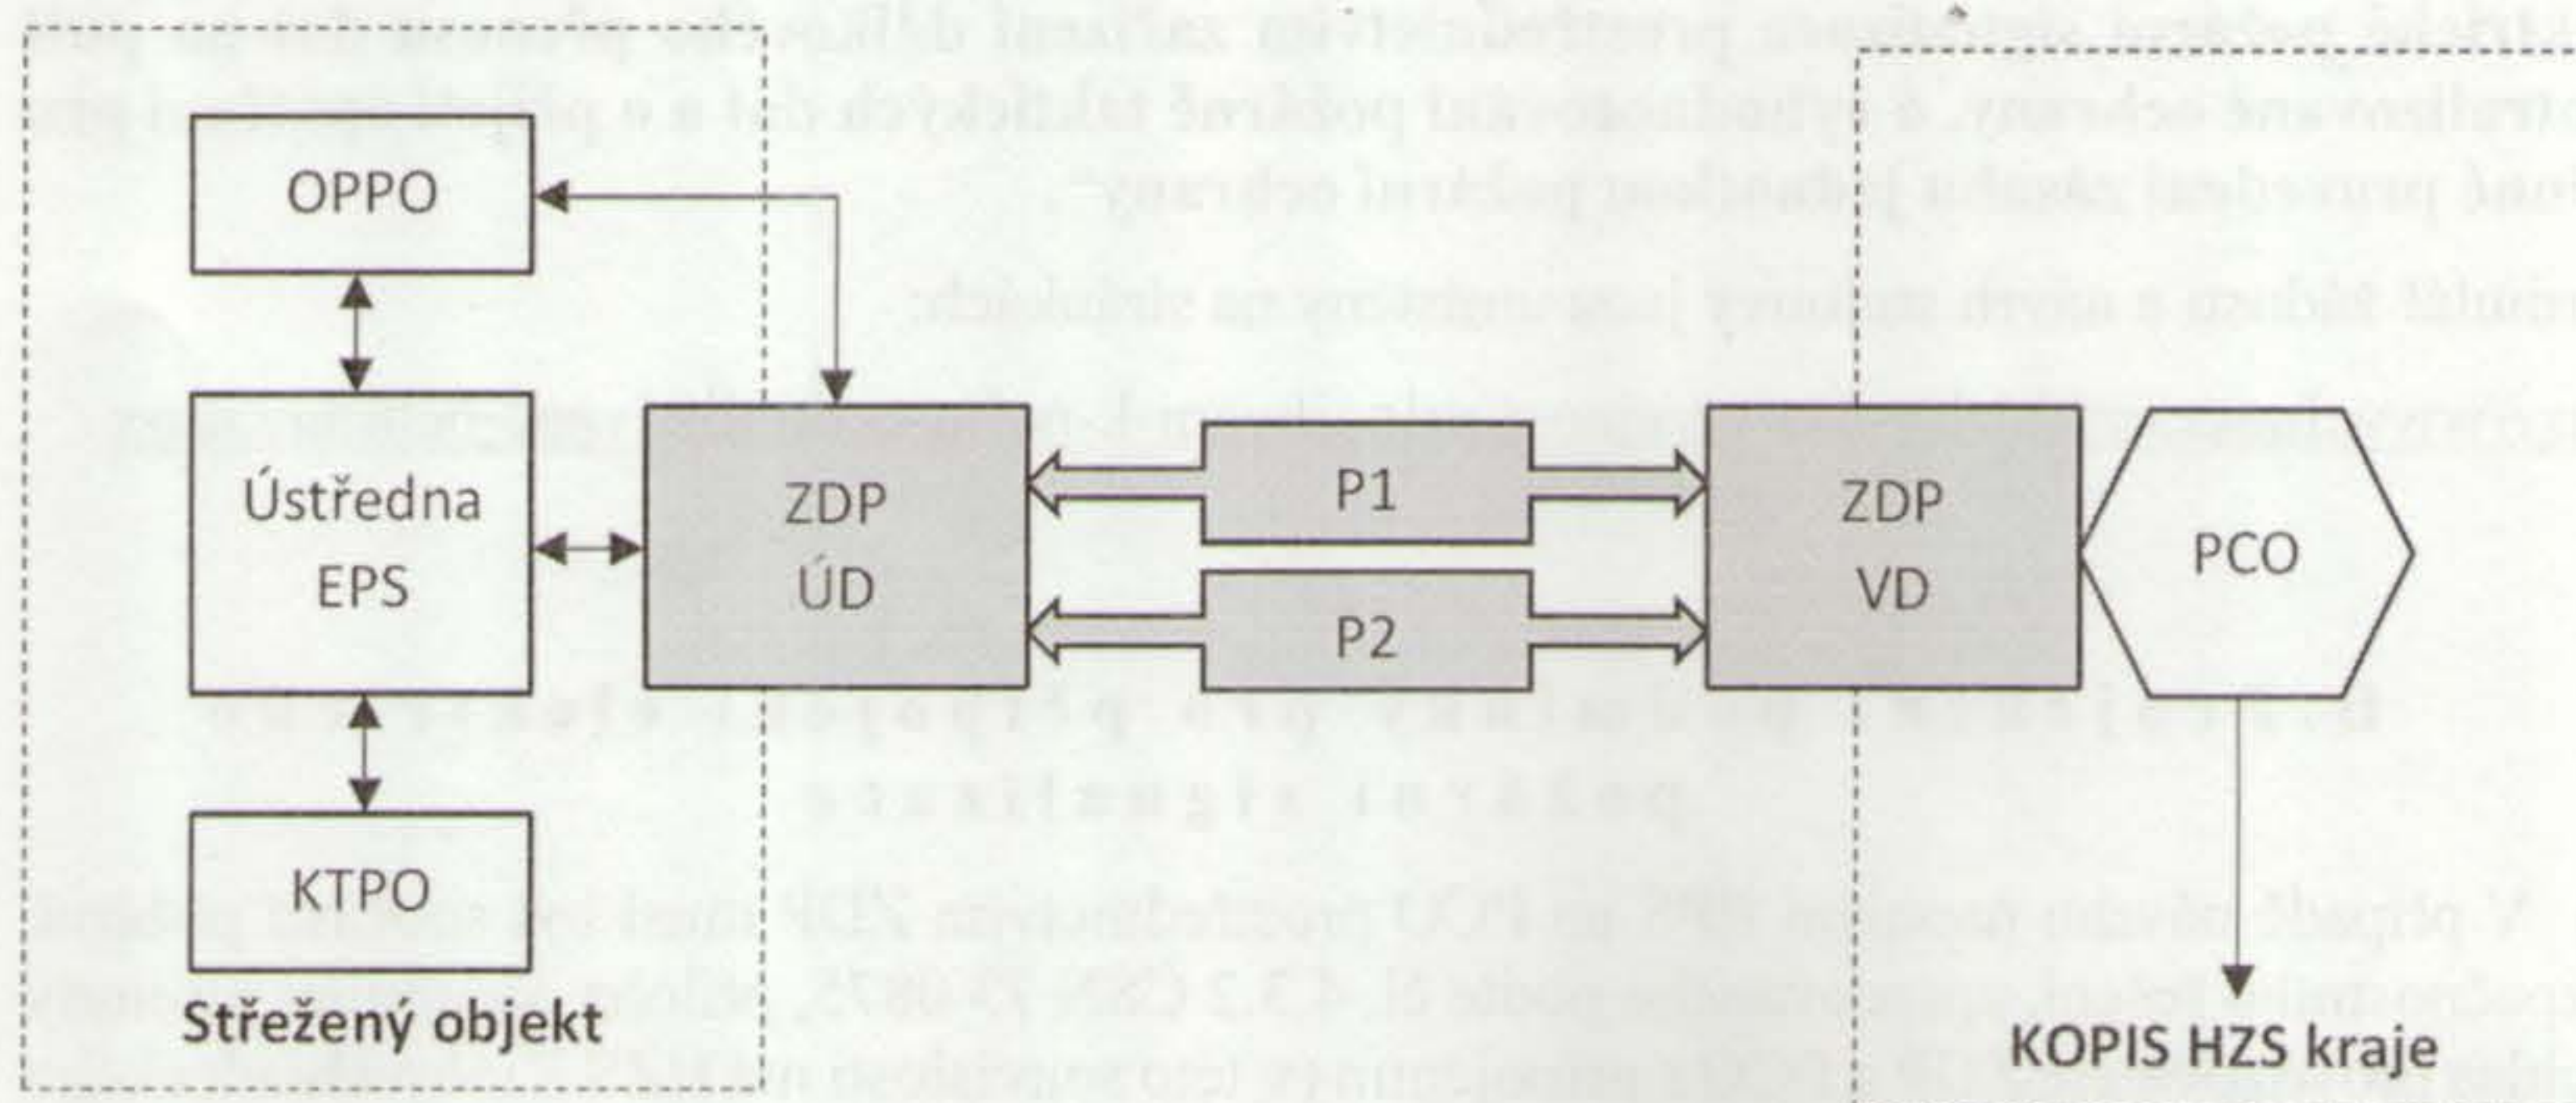 OPPO
Ústředna
EPS
KTPO
Střežený objekt
ZDP
ÚD
P1
P2
ZDP
VD
PCO
KOPIS HZS kraje